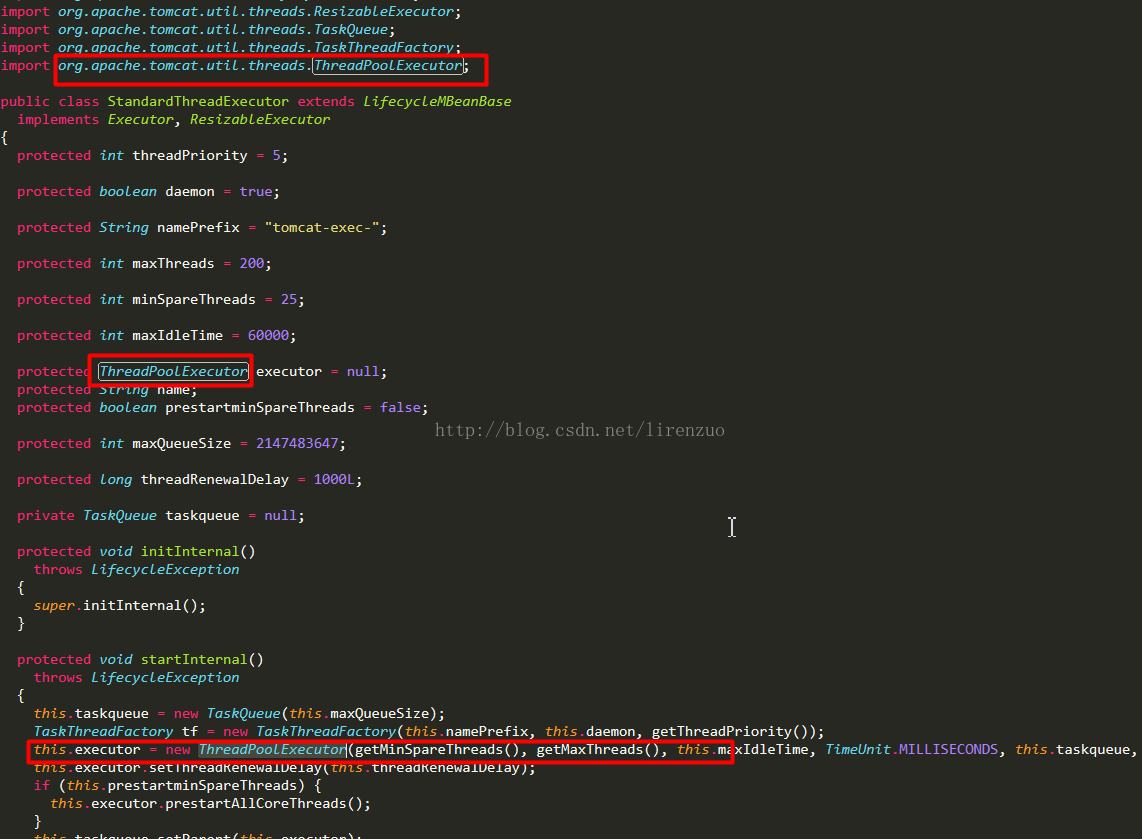 import org.apache.tomcat.util.threads.ResizableExecutor;
import org.apache.tomcat.util.threads.TaskQueue;
import org.apache.tomcat.util.threads.TaskThreadFactory;
import org.apache.tomcat.util.threads.ThreadPoolExecutor;
public class StandardThreadExecutor extends LifecycleMBeanBase
implements Executor, ResizableExecutor
{
protected int threadPriority = 5;
protected boolean daemon = true;
protected String namePrefix = "tomcat-exec-";
protected int maxThreads = 200;
protected int minSpareThreads = 25;
protected int maxIdleTime = 60000;
protected ThreadPoolExecutor executor = null;
protected String name;
protected boolean prestartminSpareThreads = false;
http://blog.csdn.net/lirenzuo
protected int maxQueueSize = 2147483647;
protected long threadRenewalDelay = 1000L;
private TaskQueue taskqueue = null;
protected void initInternal()
throws LifecycleException
{
super.initInternal();
}
protected void startInternal()
throws LifecycleException
{
this.taskqueue = new TaskQueue(this.maxQueueSize);
TaskThreadFactory tf = new TaskThreadFactory(this.namePrefix, this.daemon, getThreadPriority());
this.executor = new ThreadPoolExecutor(getMinSpareThreads(), getMaxThreads(), this.maxIdleTime, TimeUnit.MILLISECONDS, this.taskqueue,
this.executor.setThreadRenewalDelay(this.threadRenewalDelay);
if (this.prestartminSpareThreads) {
this.executor.prestartAllCoreThreads();
}
this.taskqueue.setParent(this.executor);